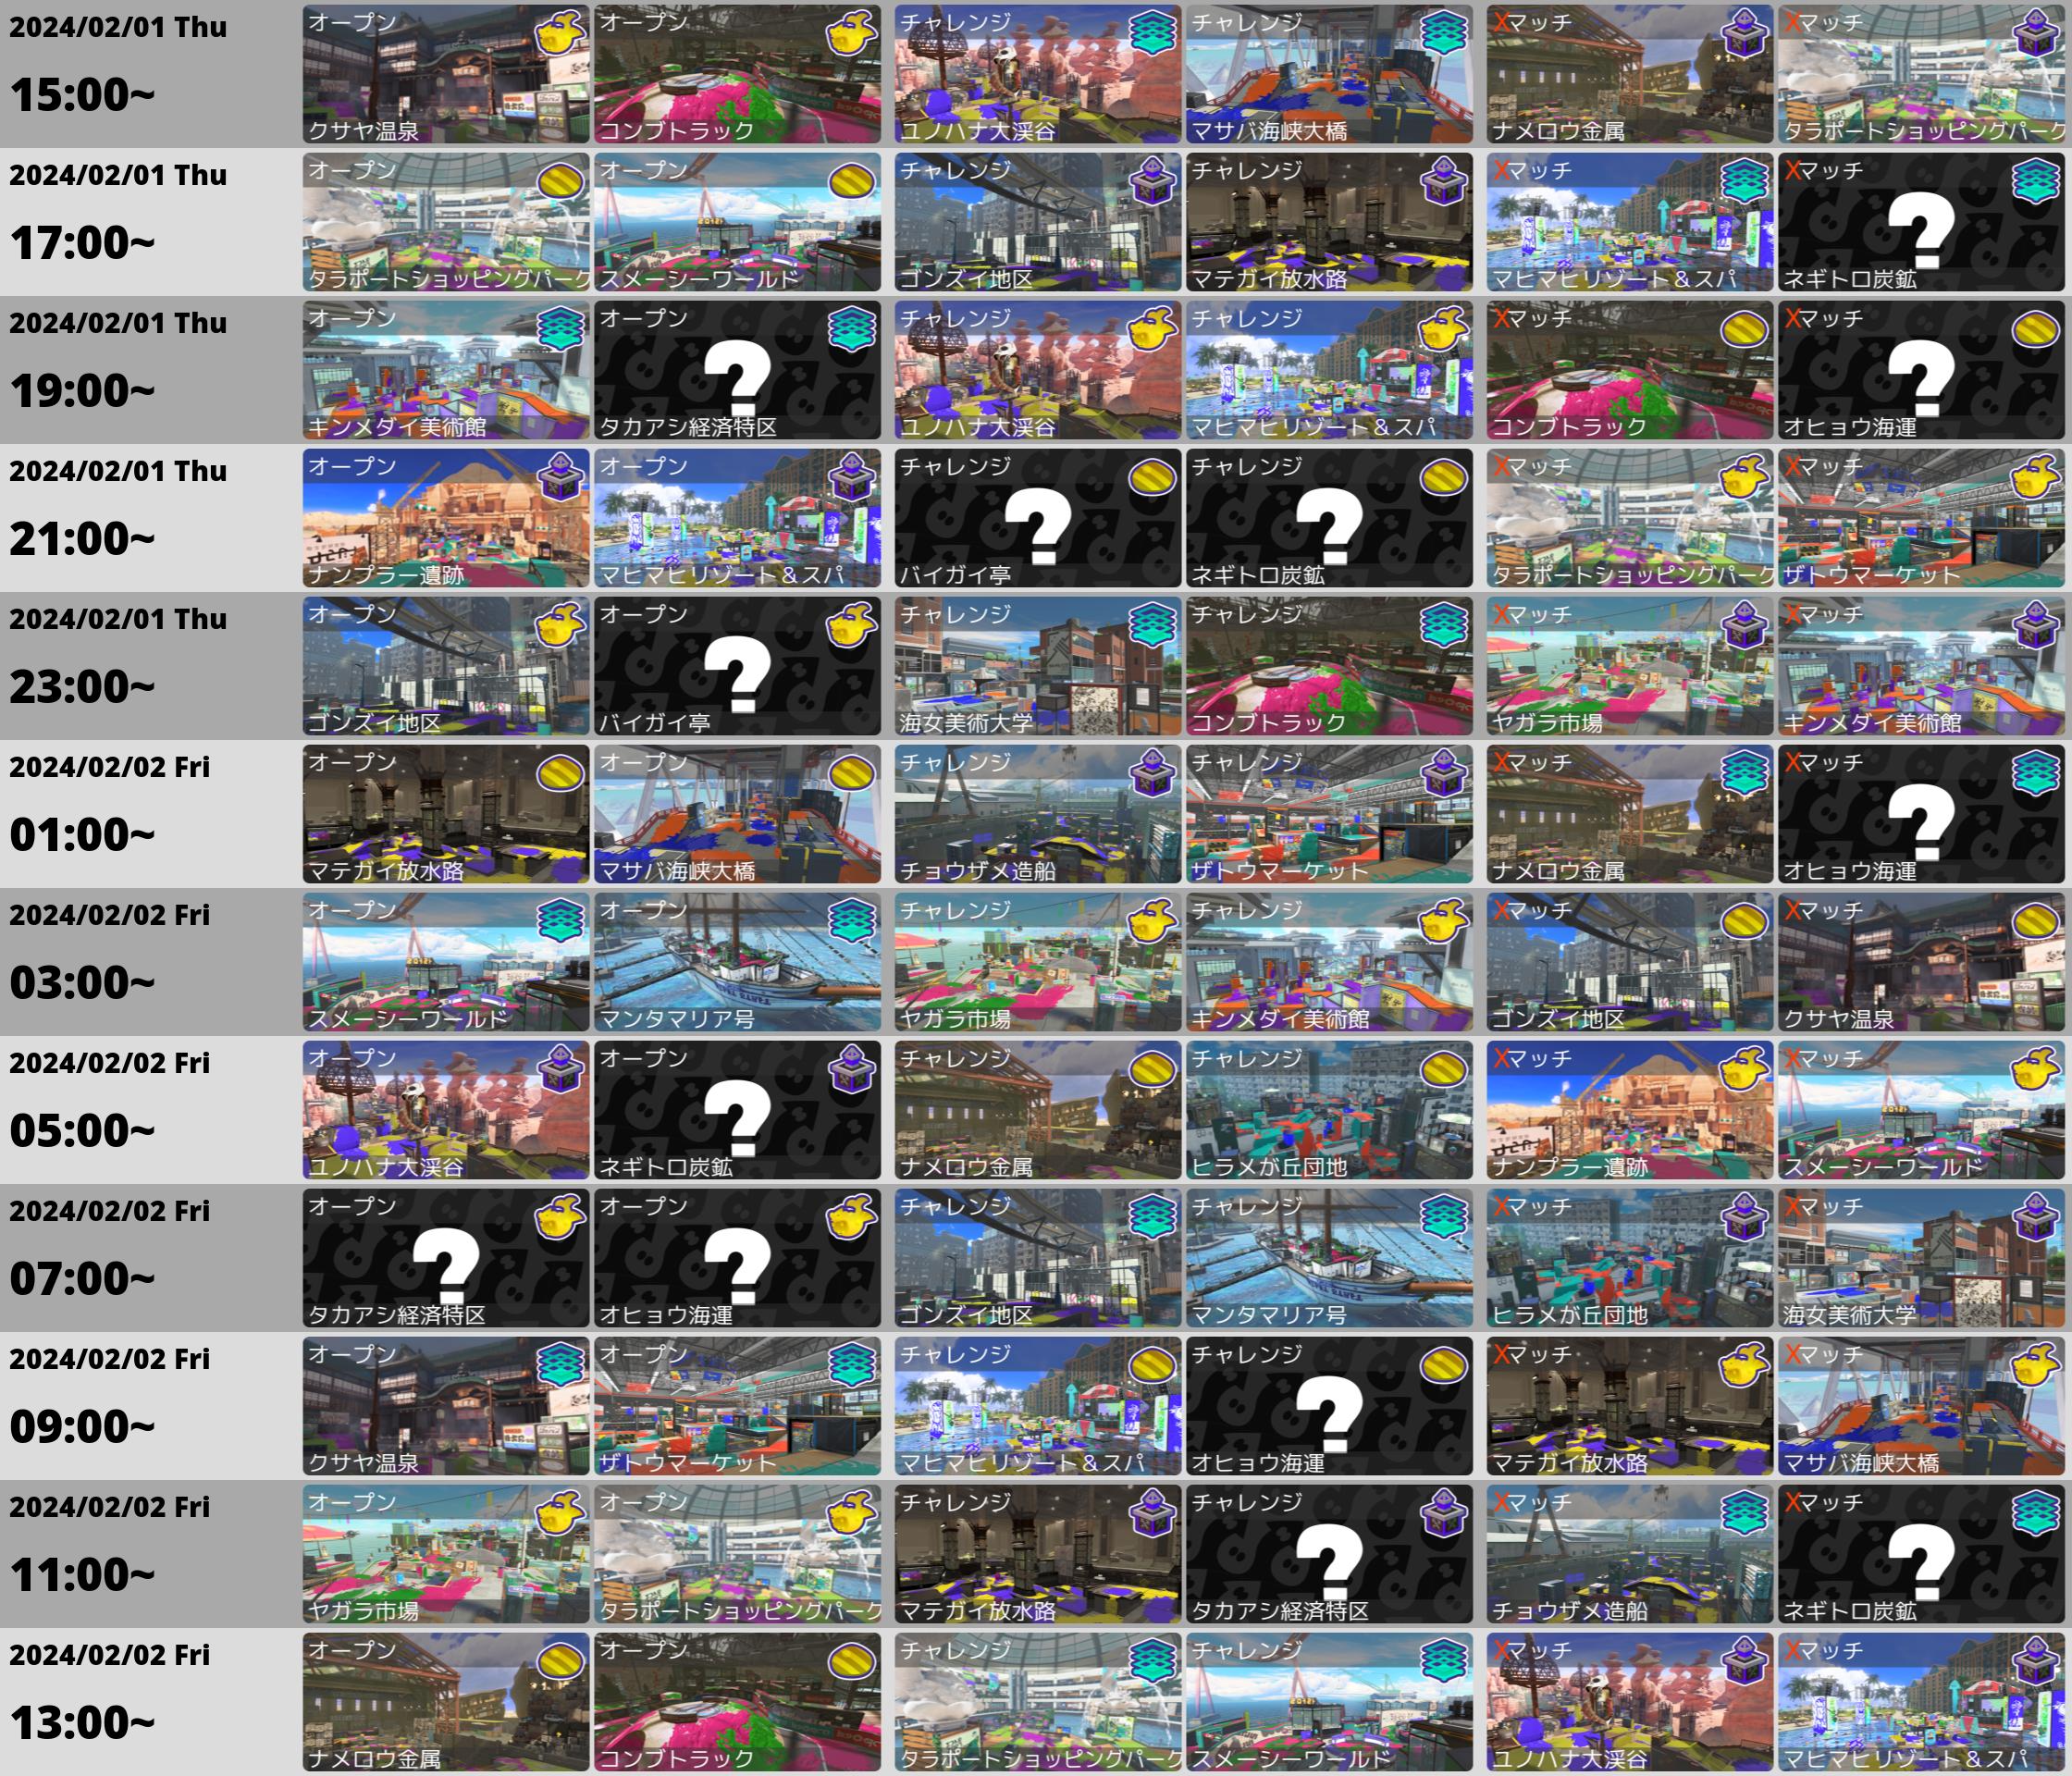 2024/02/01 Thu
15:00~
オープン オープン チャレンジ チャレンジ Xマッチ Xマッチ
クサヤ温泉 コンブトラック ユノハナ大渓谷 マサバ海峡大橋 ナメロウ金属 タラポートショッピングパーク
2024/02/01 Thu
17:00~
オープン オープン チャレンジ チャレンジ Xマッチ Xマッチ
タラポートショッピングパーク スメーシーワールド ゴンズイ地区 マテガイ放水路 マヒマヒリゾート＆スパ ネギトロ炭鉱
2024/02/01 Thu
19:00~
オープン オープン チャレンジ チャレンジ Xマッチ Xマッチ
キンメダイ美術館 タカアシ経済特区 ユノハナ大渓谷 マヒマヒリゾート＆スパ コンブトラック オヒョウ海運
2024/02/01 Thu
21:00~
オープン オープン チャレンジ チャレンジ Xマッチ Xマッチ
ナンプラー遺跡 マヒマヒリゾート＆スパ バイガイ亭 ネギトロ炭鉱 タラポートショッピングパーク ザトウマーケット
2024/02/01 Thu
23:00~
オープン オープン チャレンジ チャレンジ Xマッチ Xマッチ
ゴンズイ地区 バイガイ亭 海女美術大学 コンブトラック ヤガラ市場 キンメダイ美術館
2024/02/02 Fri
01:00~
オープン オープン チャレンジ チャレンジ Xマッチ Xマッチ
マテガイ放水路 マサバ海峡大橋 チョウザメ造船 ザトウマーケット ナメロウ金属 オヒョウ海運
2024/02/02 Fri
03:00~
オープン オープン チャレンジ チャレンジ Xマッチ Xマッチ
スメーシーワールド マンタマリア号 ヤガラ市場 キンメダイ美術館 ゴンズイ地区 クサヤ温泉
2024/02/02 Fri
05:00~
オープン オープン チャレンジ チャレンジ Xマッチ Xマッチ
ユノハナ大渓谷 ネギトロ炭鉱 ナメロウ金属 ヒラメが丘団地 ナンプラー遺跡 スメーシーワールド
2024/02/02 Fri
07:00~
オープン オープン チャレンジ チャレンジ Xマッチ Xマッチ
タカアシ経済特区 オヒョウ海運 ゴンズイ地区 マンタマリア号 ヒラメが丘団地 海女美術大学
2024/02/02 Fri
09:00~
オープン オープン チャレンジ チャレンジ Xマッチ Xマッチ
クサヤ温泉 ザトウマーケット マヒマヒリゾート＆スパ オヒョウ海運 マテガイ放水路 マサバ海峡大橋
2024/02/02 Fri
11:00~
オープン オープン チャレンジ チャレンジ Xマッチ Xマッチ
ヤガラ市場 タラポートショッピングパーク マテガイ放水路 タカアシ経済特区 チョウザメ造船 ネギトロ炭鉱
2024/02/02 Fri
13:00~
オープン オープン チャレンジ チャレンジ Xマッチ Xマッチ
ナメロウ金属 コンブトラック タラポートショッピングパーク スメーシーワールド ユノハナ大渓谷 マヒマヒリゾート＆スパ